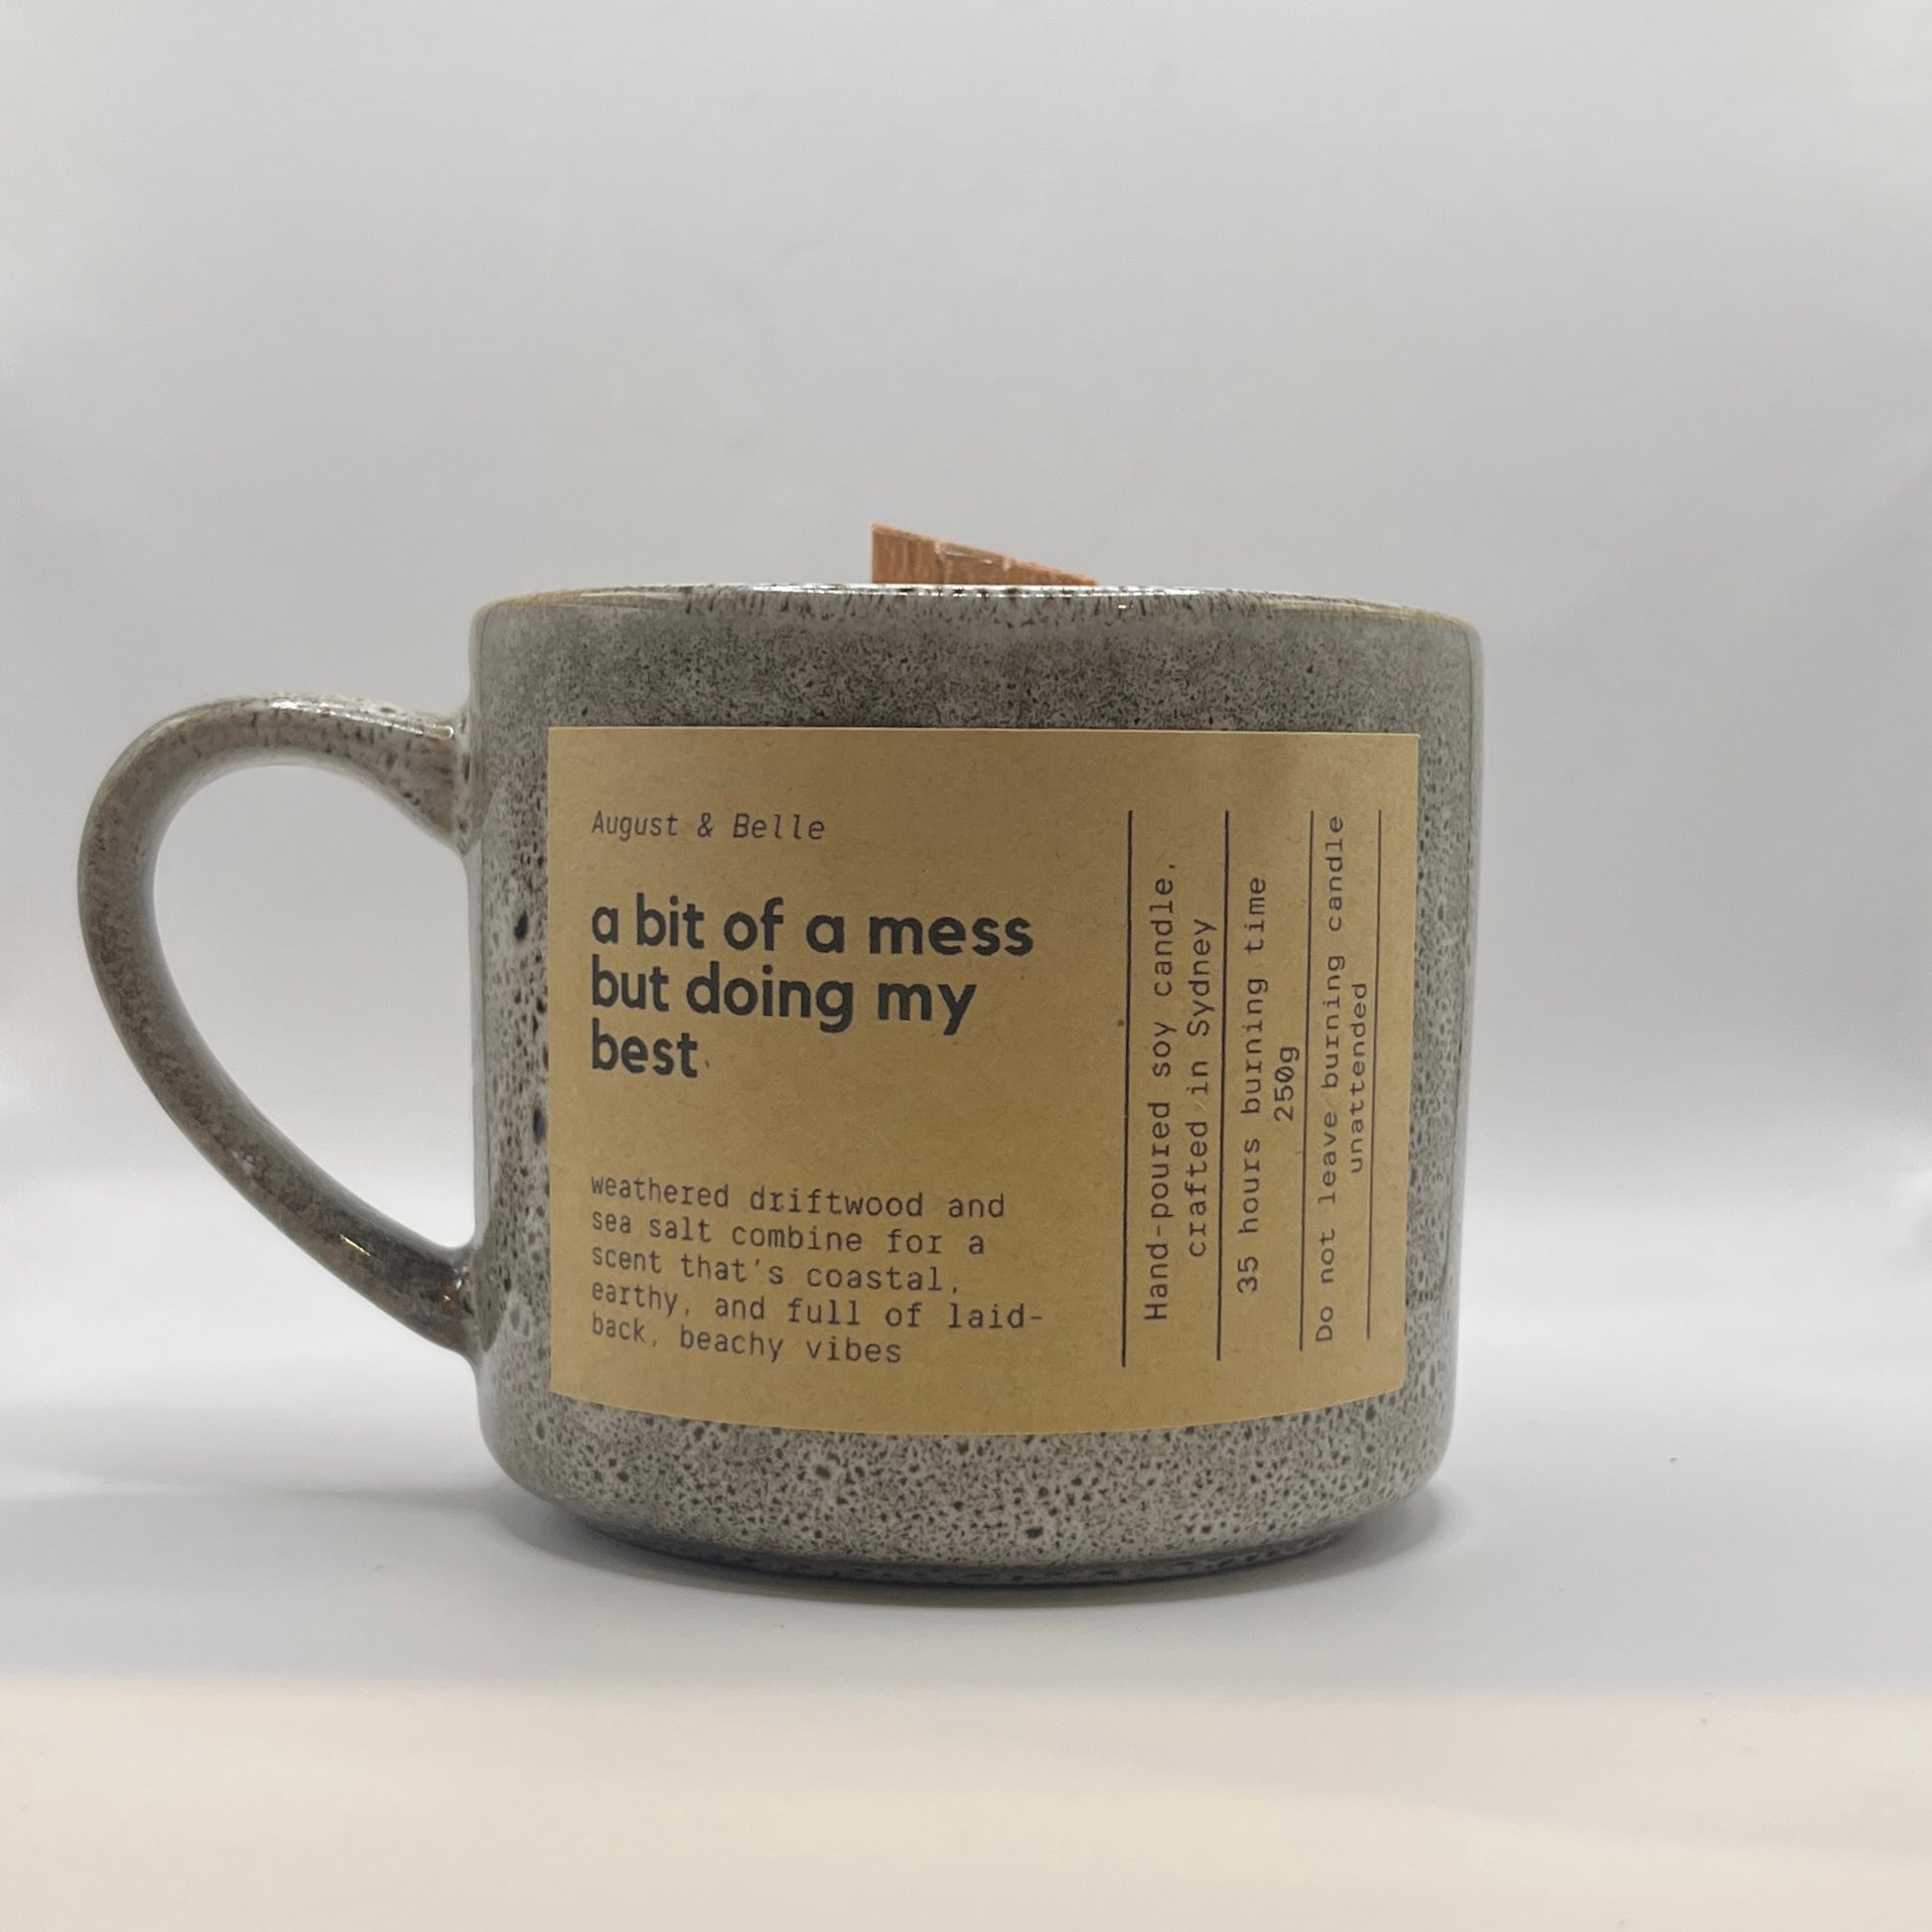 August & Belle
a bit of a mess
but doing my
best
weathered driftwood and
sea salt combine for a
scent that's coastal,
earthy, and full of laid-
back, beachy vibes
Hand-poured soy candle,
crafted in Sydney
35 hours burning time
250g
Do not leave burning candle
unattended